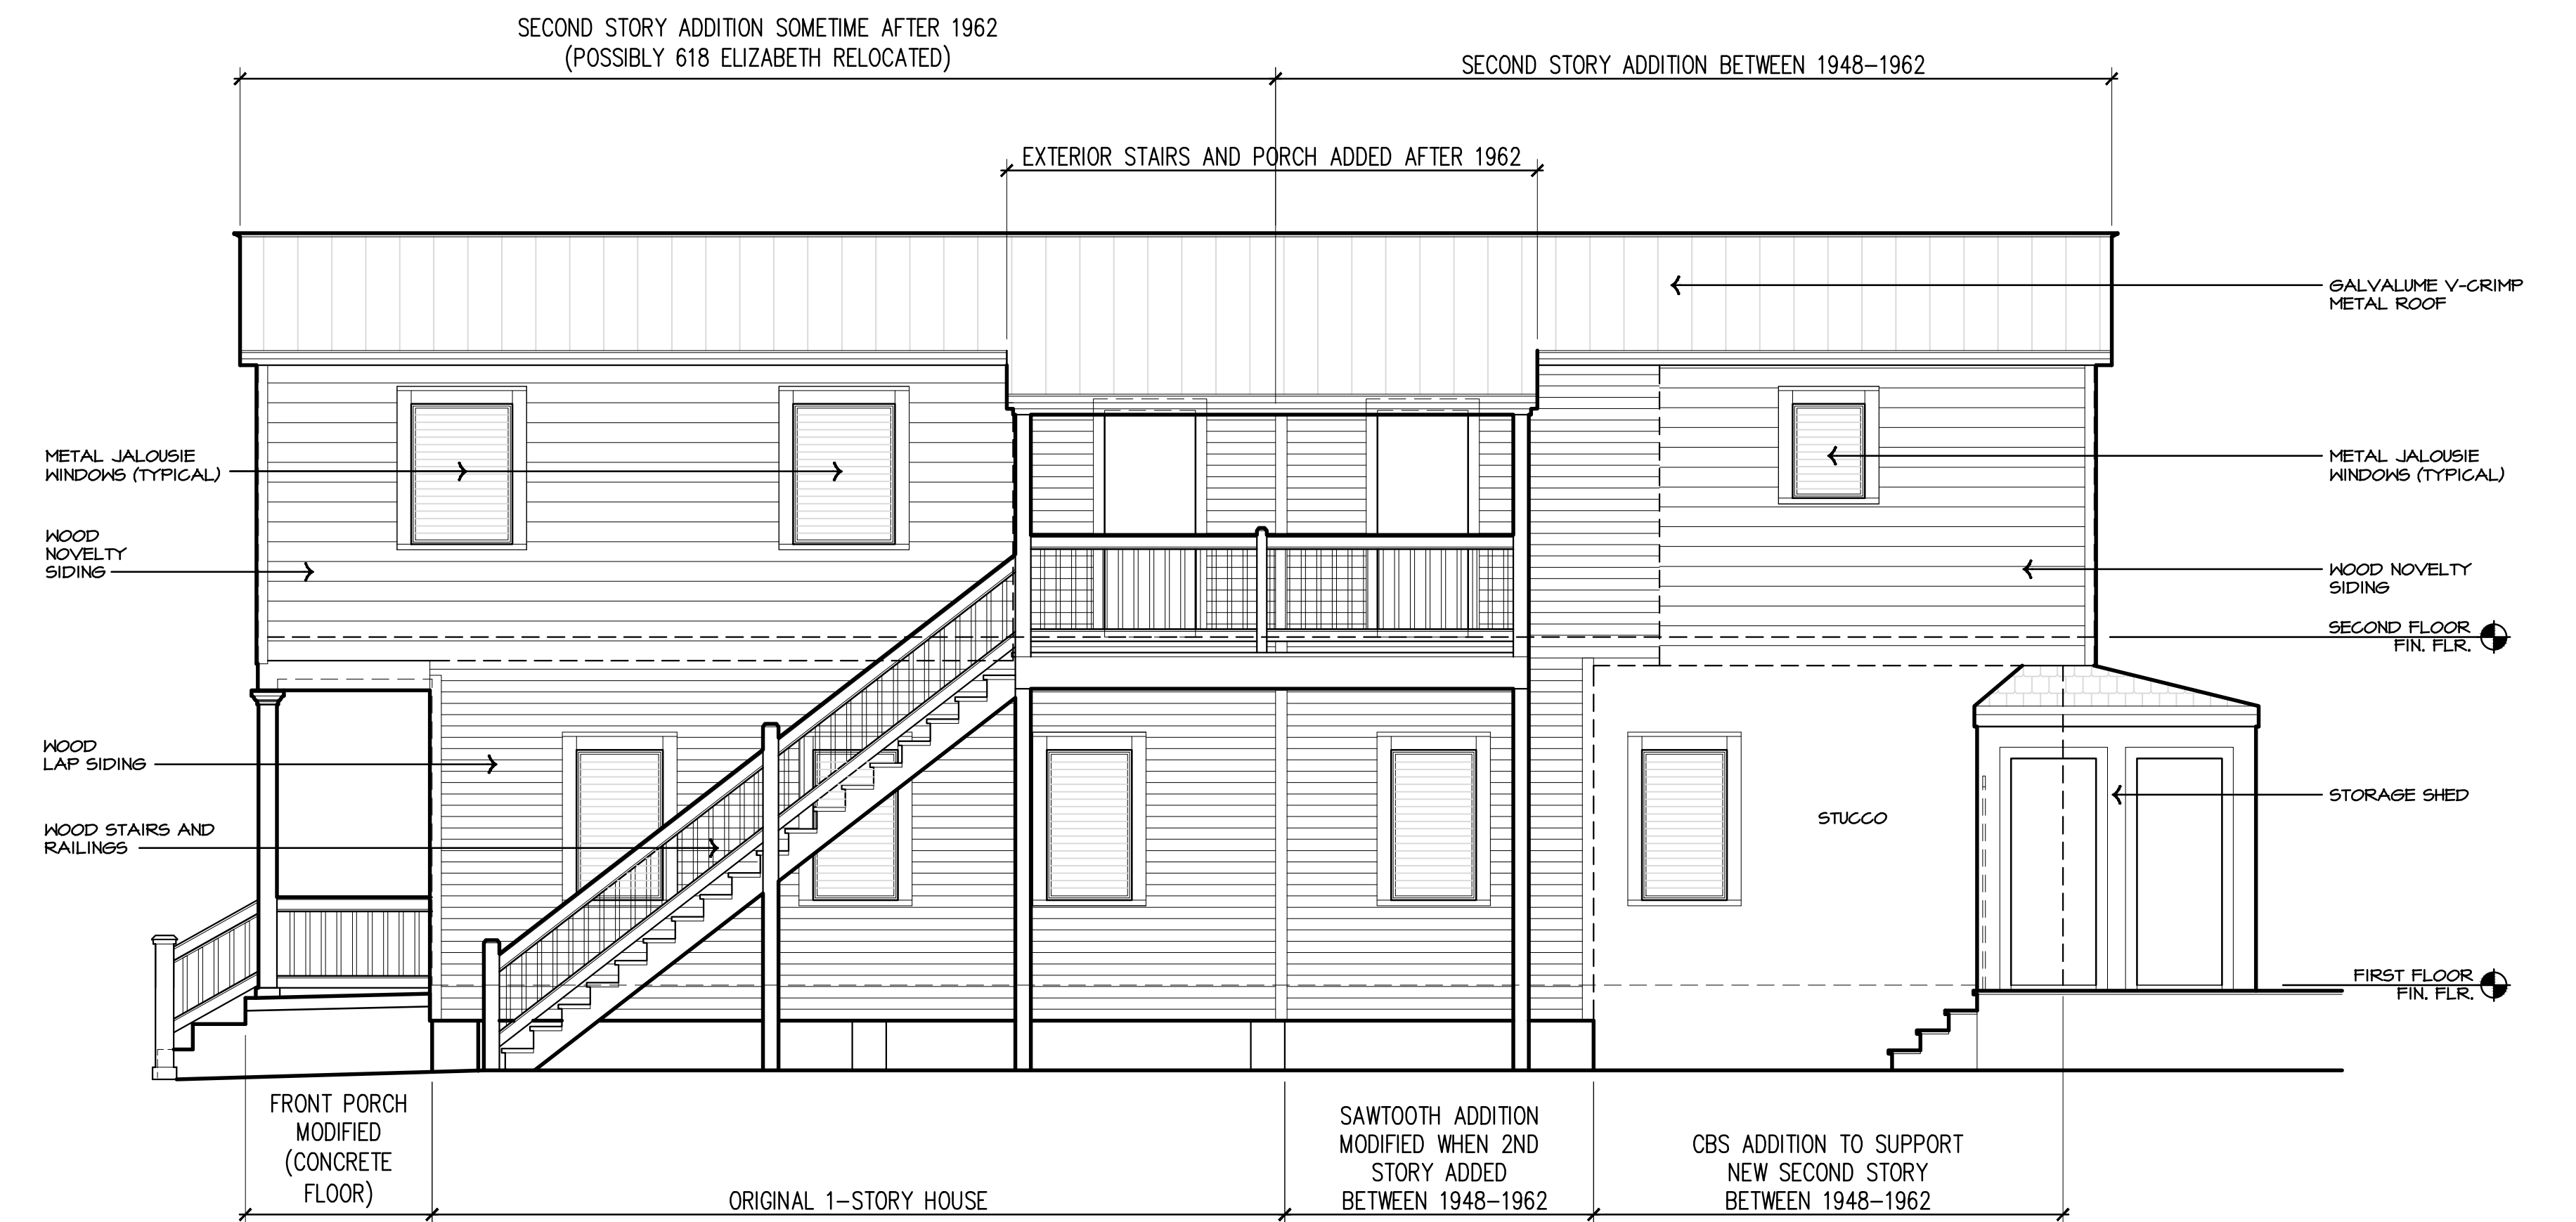 SECOND STORY ADDITION SOMETIME AFTER 1962
(POSSIBLY 618 ELIZABETH RELOCATED)
SECOND STORY ADDITION BETWEEN 1948-1962
EXTERIOR STAIRS AND PORCH ADDED AFTER 1962
GALVALUME V-CRIMP
METAL ROOF
METAL JALOUSIE
WINDOWS (TYPICAL)
METAL JALOUSIE
WINDOWS (TYPICAL)
WOOD
NOVELTY
SIDING
WOOD NOVELTY
SIDING
SECOND FLOOR
FIN. FLR.
WOOD
LAP SIDING
STORAGE SHED
STUCCO
WOOD STAIRS AND
RAILINGS
FIRST FLOOR
FIN. FLR.
FRONT PORCH
MODIFIED
(CONCRETE
FLOOR)
ORIGINAL 1-STORY HOUSE
SAWTOOTH ADDITION
MODIFIED WHEN 2ND
STORY ADDED
BETWEEN 1948-1962
CBS ADDITION TO SUPPORT
NEW SECOND STORY
BETWEEN 1948-1962